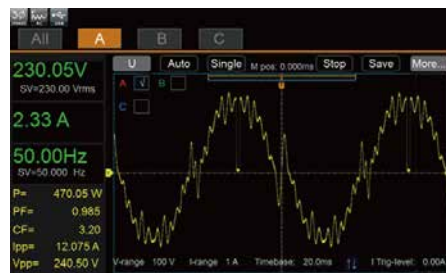 All A B C
230.05V
SV=230.00 Vrms
2.33 A
50.00Hz
SV=50.000 Hz
P= 470.05 W
PF= 0.985
CF= 3.20
Ipp= 12.075 A
Vpp= 240.50 V
U Auto Single M pos: 0.000ms Stop Save More...
A √ B
C
V-range 100 V I-range 1 A Timebase: 20.0ms I Trig-level: 0.00A